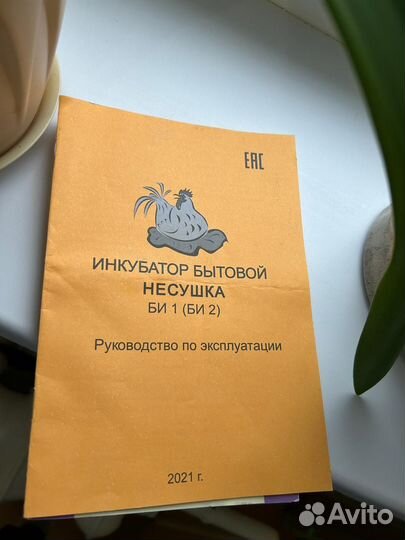 EAC
ИНКУБАТОР БЫТОВОЙ
НЕСУШКА
БИ 1 (БИ 2)
Руководство по эксплуатации
2021 г.
Avito